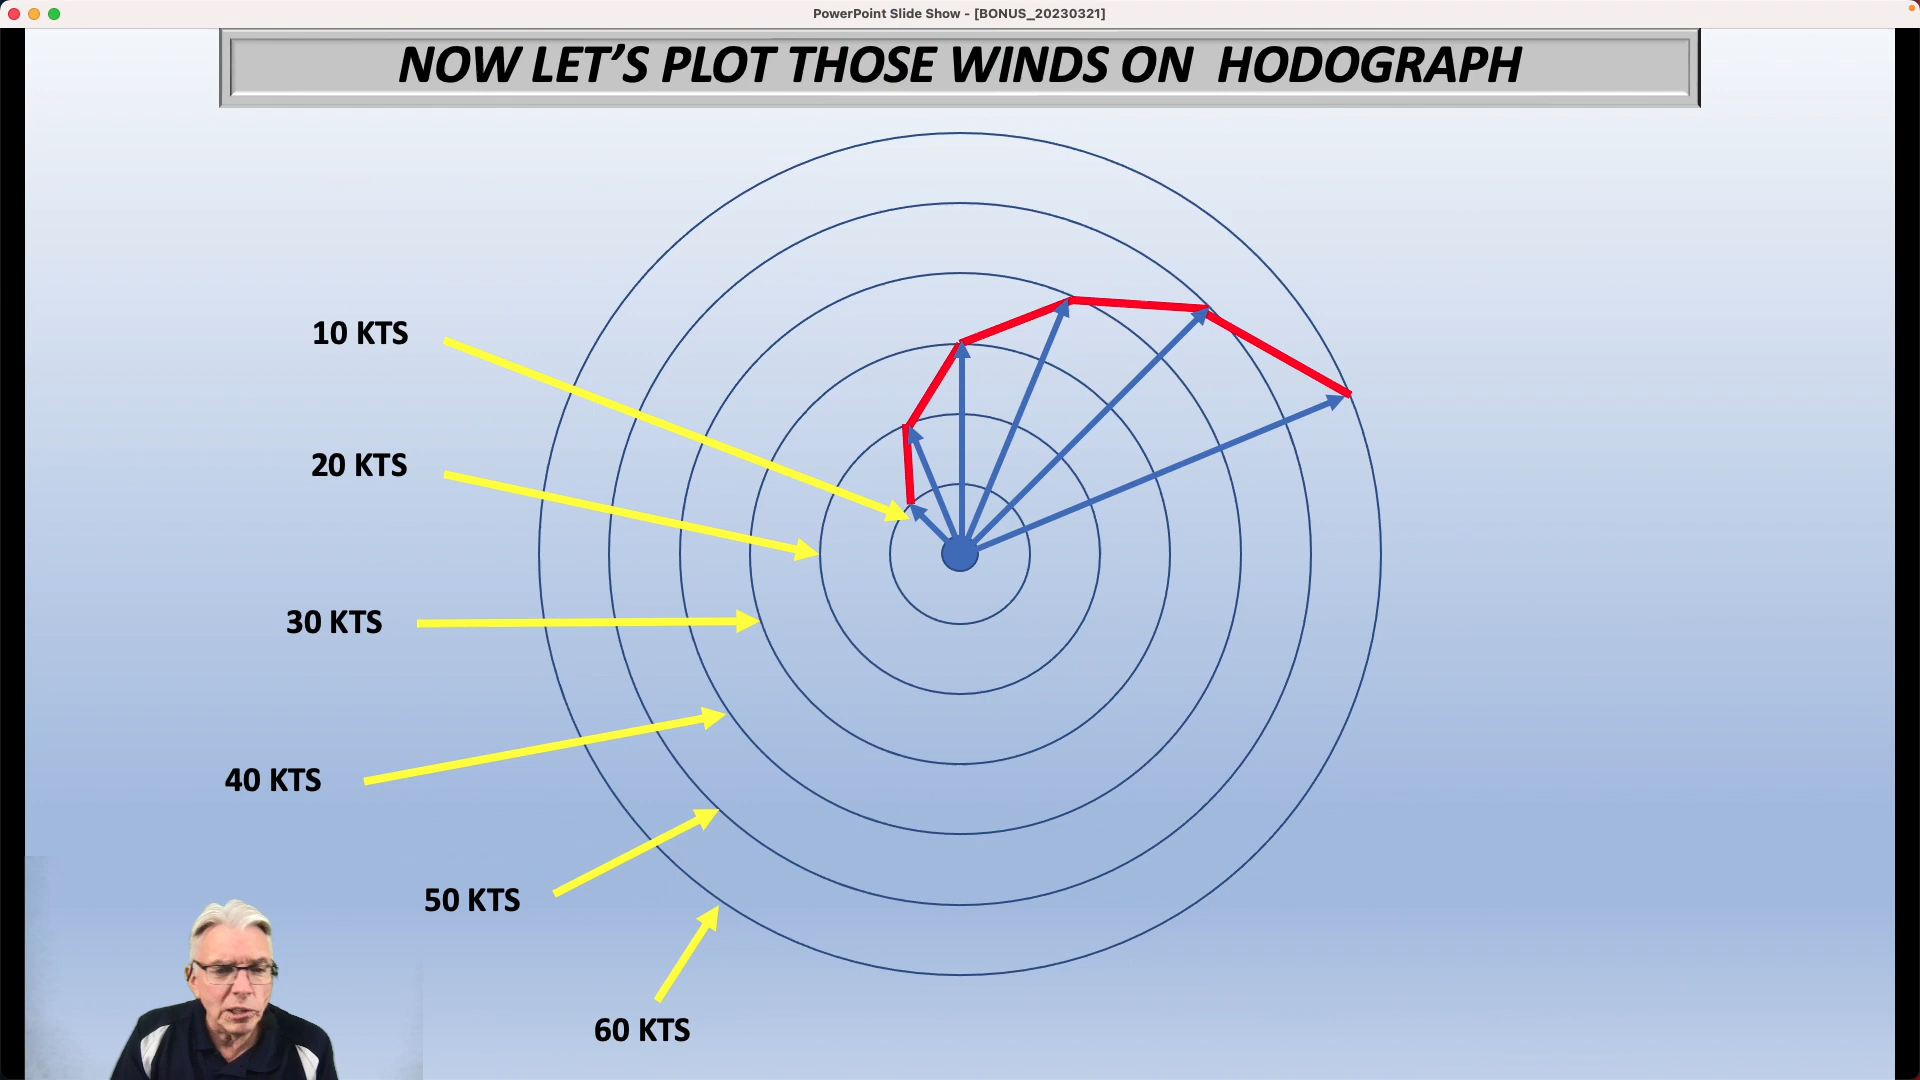 PowerPoint Slide Show - [BONUS_20230321]
NOW LET’S PLOT THOSE WINDS ON HODOGRAPH
10 KTS
20 KTS
30 KTS
40 KTS
50 KTS
60 KTS